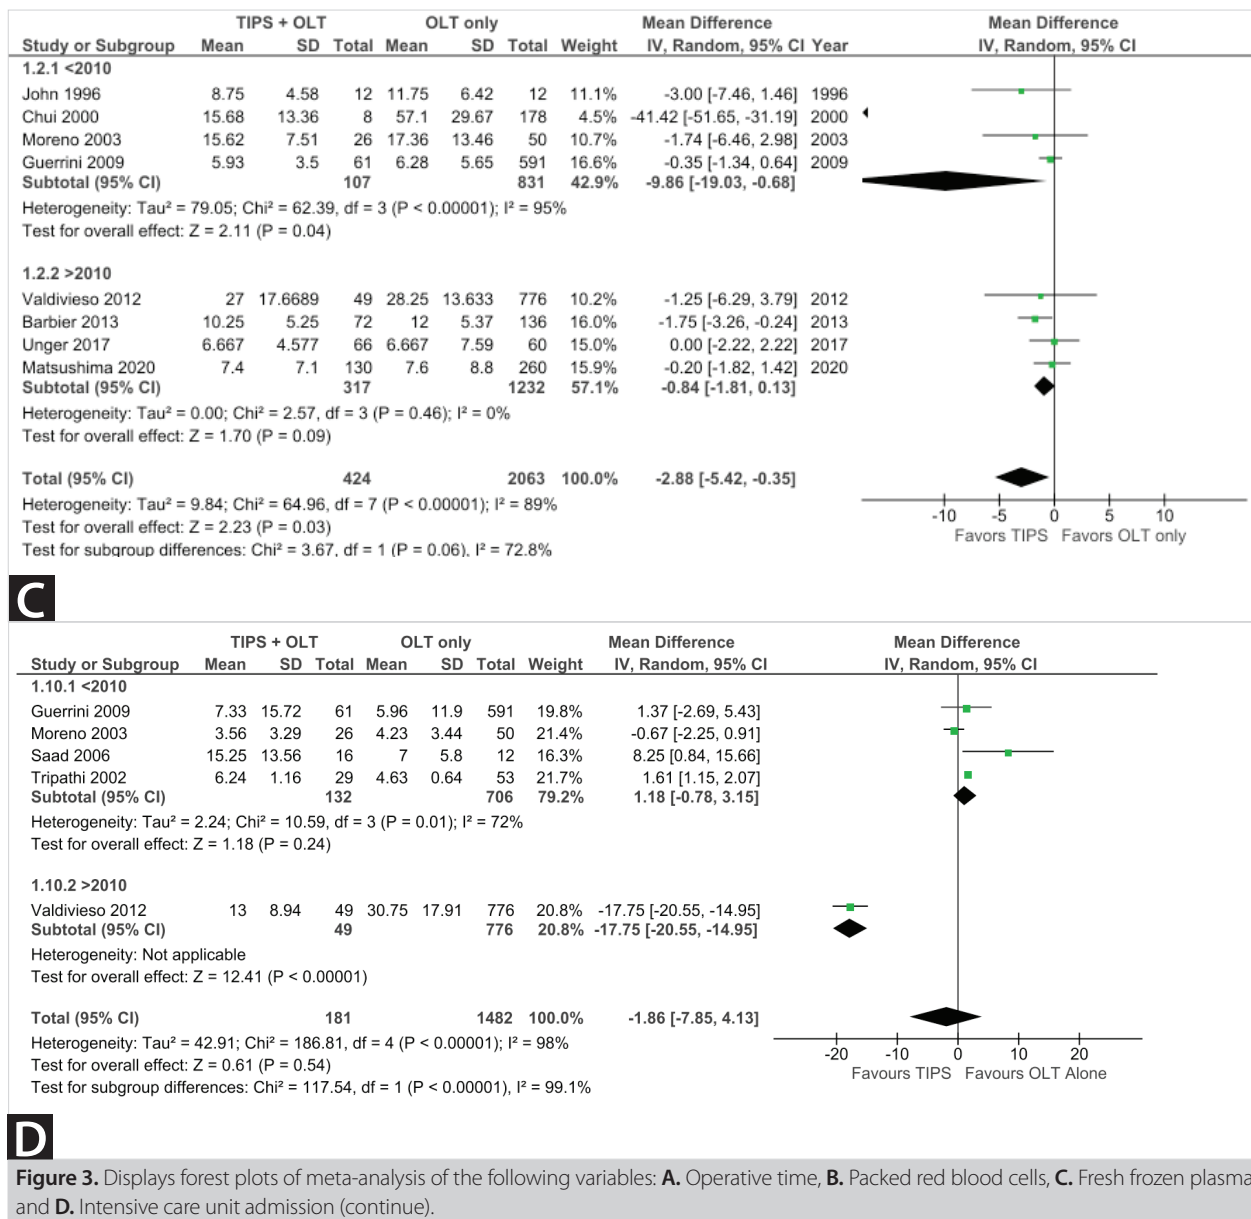 TIPS + OLT OLT only Mean Difference Mean Difference
Study or Subgroup Mean SD Total Mean SD Total Weight IV, Random, 95% CI Year IV, Random, 95% CI
1.2.1 <2010
John 1996 8.75 4.58 12 11.75 6.42 12 11.1% -3.00 [-7.46, 1.46] 1996
Chui 2000 15.68 13.36 8 57.1 29.67 178 4.5% -41.42 [-51.65, -31.19] 2000
Moreno 2003 15.62 7.51 26 17.36 13.46 50 10.7% -1.74 [-6.46, 2.98] 2003
Guerrini 2009 5.93 3.5 61 6.28 5.65 591 16.6% -0.35 [-1.34, 0.64] 2009
Subtotal (95% CI) 107 831 42.9% -9.86 [-19.03, -0.68]
Heterogeneity: Tau² = 79.05; Chi² = 62.39, df = 3 (P < 0.00001); I² = 95%
Test for overall effect: Z = 2.11 (P = 0.04)
1.2.2 >2010
Valdivieso 2012 27 17.6689 49 28.25 13.633 776 10.2% -1.25 [-6.29, 3.79] 2012
Barbier 2013 10.25 5.25 72 12 5.37 136 16.0% -1.75 [-3.26, -0.24] 2013
Unger 2017 6.667 4.577 66 6.667 7.59 60 15.0% 0.00 [-2.22, 2.22] 2017
Matsushima 2020 7.4 7.1 130 7.6 8.8 260 15.9% -0.20 [-1.82, 1.42] 2020
Subtotal (95% CI) 317 1232 57.1% -0.84 [-1.81, 0.13]
Heterogeneity: Tau² = 0.00; Chi² = 2.57, df = 3 (P = 0.46); I² = 0%
Test for overall effect: Z = 1.70 (P = 0.09)
Total (95% CI) 424 2063 100.0% -2.88 [-5.42, -0.35]
Heterogeneity: Tau² = 9.84; Chi² = 64.96, df = 7 (P < 0.00001); I² = 89%
Test for overall effect: Z = 2.23 (P = 0.03)
Test for subgroup differences: Chi² = 3.67, df = 1 (P = 0.06), I² = 72.8%
-10 -5 0 5 10
Favors TIPS Favors OLT only
C
TIPS + OLT OLT only Mean Difference Mean Difference
Study or Subgroup Mean SD Total Mean SD Total Weight IV, Random, 95% CI IV, Random, 95% CI
1.10.1 <2010
Guerrini 2009 7.33 15.72 61 5.96 11.9 591 19.8% 1.37 [-2.69, 5.43]
Moreno 2003 3.56 3.29 26 4.23 3.44 50 21.4% -0.67 [-2.25, 0.91]
Saad 2006 15.25 13.56 16 7 5.8 12 16.3% 8.25 [0.84, 15.66]
Tripathi 2002 6.24 1.16 29 4.63 0.64 53 21.7% 1.61 [1.15, 2.07]
Subtotal (95% CI) 132 706 79.2% 1.18 [-0.78, 3.15]
Heterogeneity: Tau² = 2.24; Chi² = 10.59, df = 3 (P = 0.01); I² = 72%
Test for overall effect: Z = 1.18 (P = 0.24)
1.10.2 >2010
Valdivieso 2012 13 8.94 49 30.75 17.91 776 20.8% -17.75 [-20.55, -14.95]
Subtotal (95% CI) 49 776 20.8% -17.75 [-20.55, -14.95]
Heterogeneity: Not applicable
Test for overall effect: Z = 12.41 (P < 0.00001)
Total (95% CI) 181 1482 100.0% -1.86 [-7.85, 4.13]
Heterogeneity: Tau² = 42.91; Chi² = 186.81, df = 4 (P < 0.00001); I² = 98%
Test for overall effect: Z = 0.61 (P = 0.54)
Test for subgroup differences: Chi² = 117.54, df = 1 (P < 0.00001), I² = 99.1%
-20 -10 0 10 20
Favours TIPS Favours OLT Alone
D
Figure 3. Displays forest plots of meta-analysis of the following variables: A. Operative time, B. Packed red blood cells, C. Fresh frozen plasma
and D. Intensive care unit admission (continue).